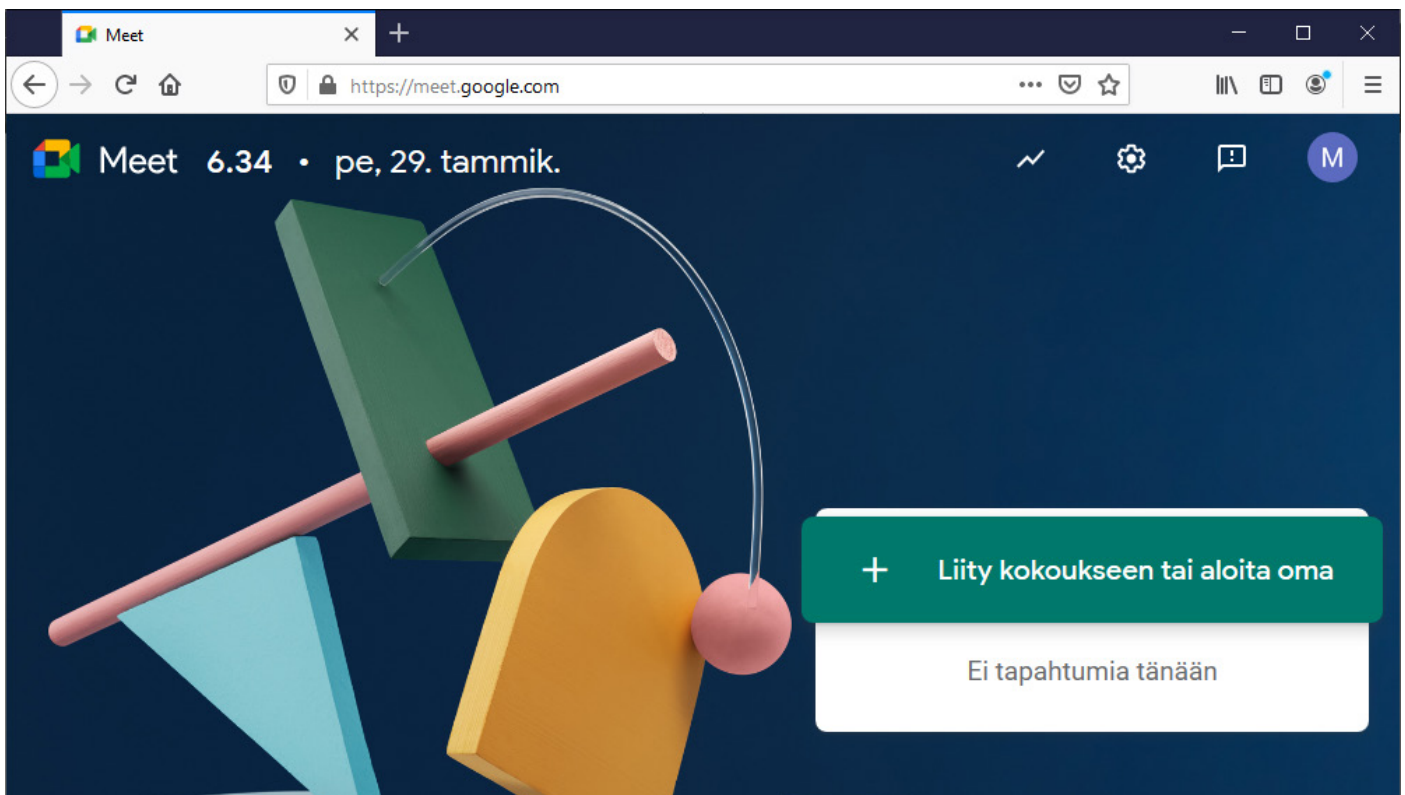 Meet
https://meet.google.com
Meet 6.34 • pe, 29. tammik.
M
Liity kokoukseen tai aloita oma
Ei tapahtumia tänään